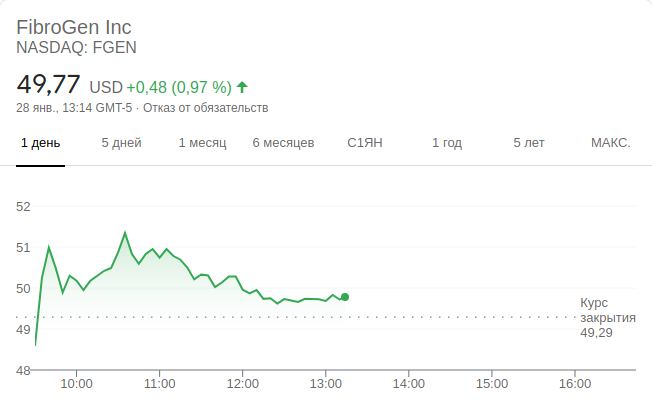 FibroGen Inc
NASDAQ: FGEN
49,77 USD +0,48 (0,97 %)
28 янв., 13:14 GMT-5 · Отказ от обязательств
1 день 5 дней 1 месяц 6 месяцев С1ЯН 1 год 5 лет МАКС.
52
51
50
49
48
Курс
закрытия
49,29
10:00 11:00 12:00 13:00 14:00 15:00 16:00